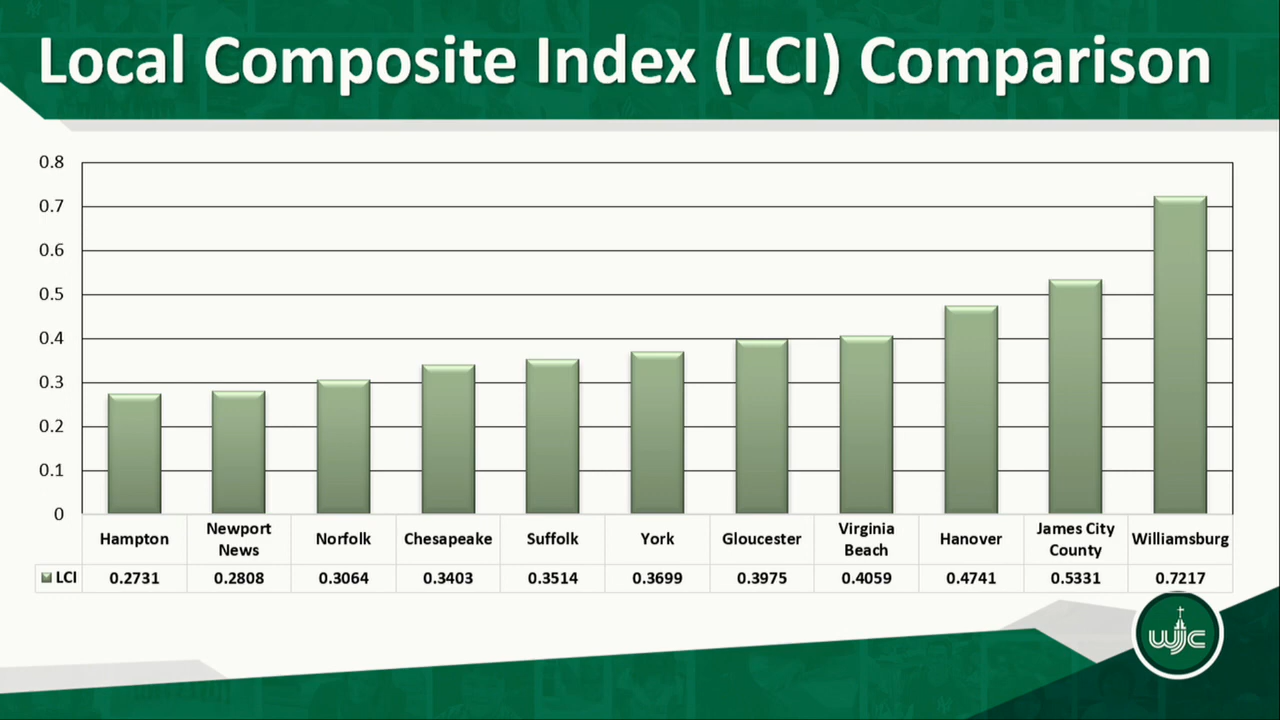 Local Composite Index (LCI) Comparison
0.8
0.7
0.6
0.5
0.4
0.3
0.2
0.1
0
Hampton
Newport
News
Norfolk
Chesapeake
Suffolk
York
Gloucester
Virginia
Beach
Hanover
James City
County
Williamsburg
LCI 0.2731 0.2808 0.3064 0.3403 0.3514 0.3699 0.3975 0.4059 0.4741 0.5331 0.7217
WJC